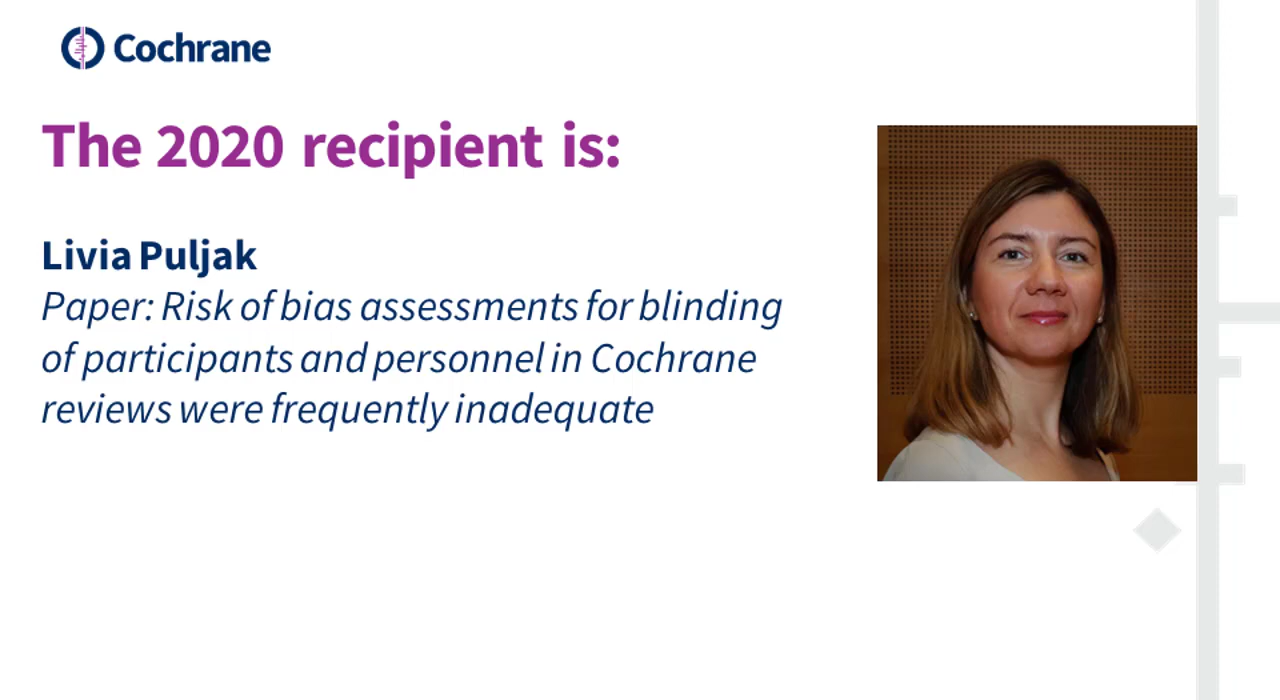 Cochrane
The 2020 recipient is:
Livia Puljak
Paper: Risk of bias assessments for blinding
of participants and personnel in Cochrane
reviews were frequently inadequate